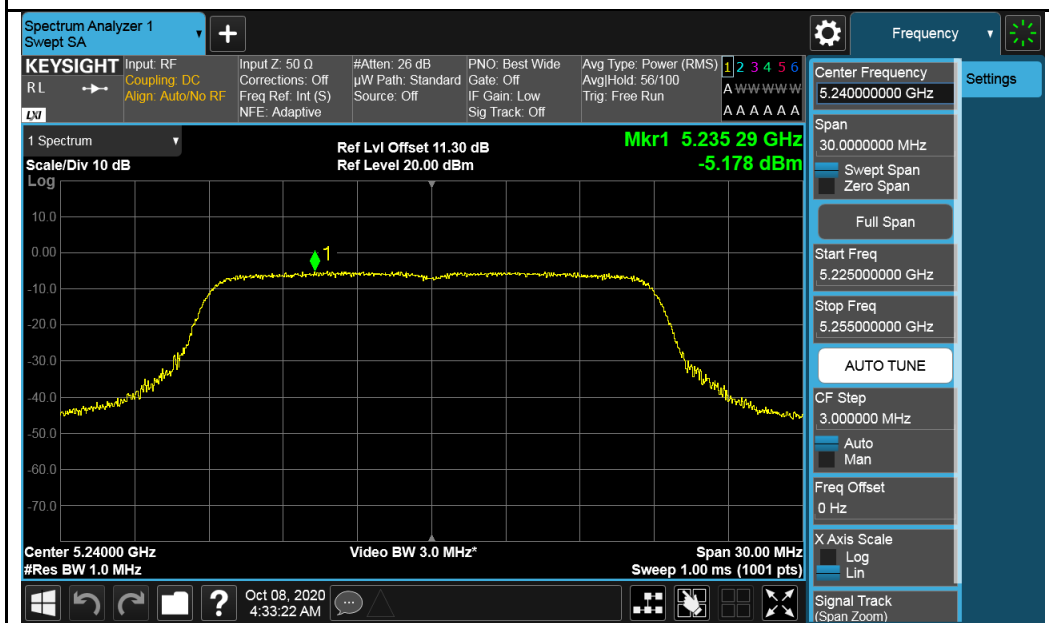 Spectrum Analyzer 1
Swept SA
+
Frequency
KEYSIGHT
RL
LXI
Input: RF
Coupling: DC
Align: Auto/No RF
Input Z: 50 Ω
Corrections: Off
Freq Ref: Int (S)
NFE: Adaptive
#Atten: 26 dB
µW Path: Standard
Source: Off
PNO: Best Wide
Gate: Off
IF Gain: Low
Sig Track: Off
Avg Type: Power (RMS)
Avg|Hold: 56/100
Trig: Free Run
1 2 3 4 5 6
A W W W W W
A A A A A A
1 Spectrum
Scale/Div 10 dB
Log
Ref Lvl Offset 11.30 dB
Ref Level 20.00 dBm
Mkr1 5.235 29 GHz
-5.178 dBm
10.0
0.00
-10.0
-20.0
-30.0
-40.0
-50.0
-60.0
-70.0
1
Center 5.24000 GHz
#Res BW 1.0 MHz
Video BW 3.0 MHz*
Span 30.00 MHz
Sweep 1.00 ms (1001 pts)
Center Frequency
5.240000000 GHz
Span
30.0000000 MHz
Swept Span
Zero Span
Full Span
Start Freq
5.225000000 GHz
Stop Freq
5.255000000 GHz
AUTO TUNE
CF Step
3.000000 MHz
Auto
Man
Freq Offset
0 Hz
X Axis Scale
Log
Lin
Signal Track
(Span Zoom)
Settings
?
Oct 08, 2020
4:33:22 AM